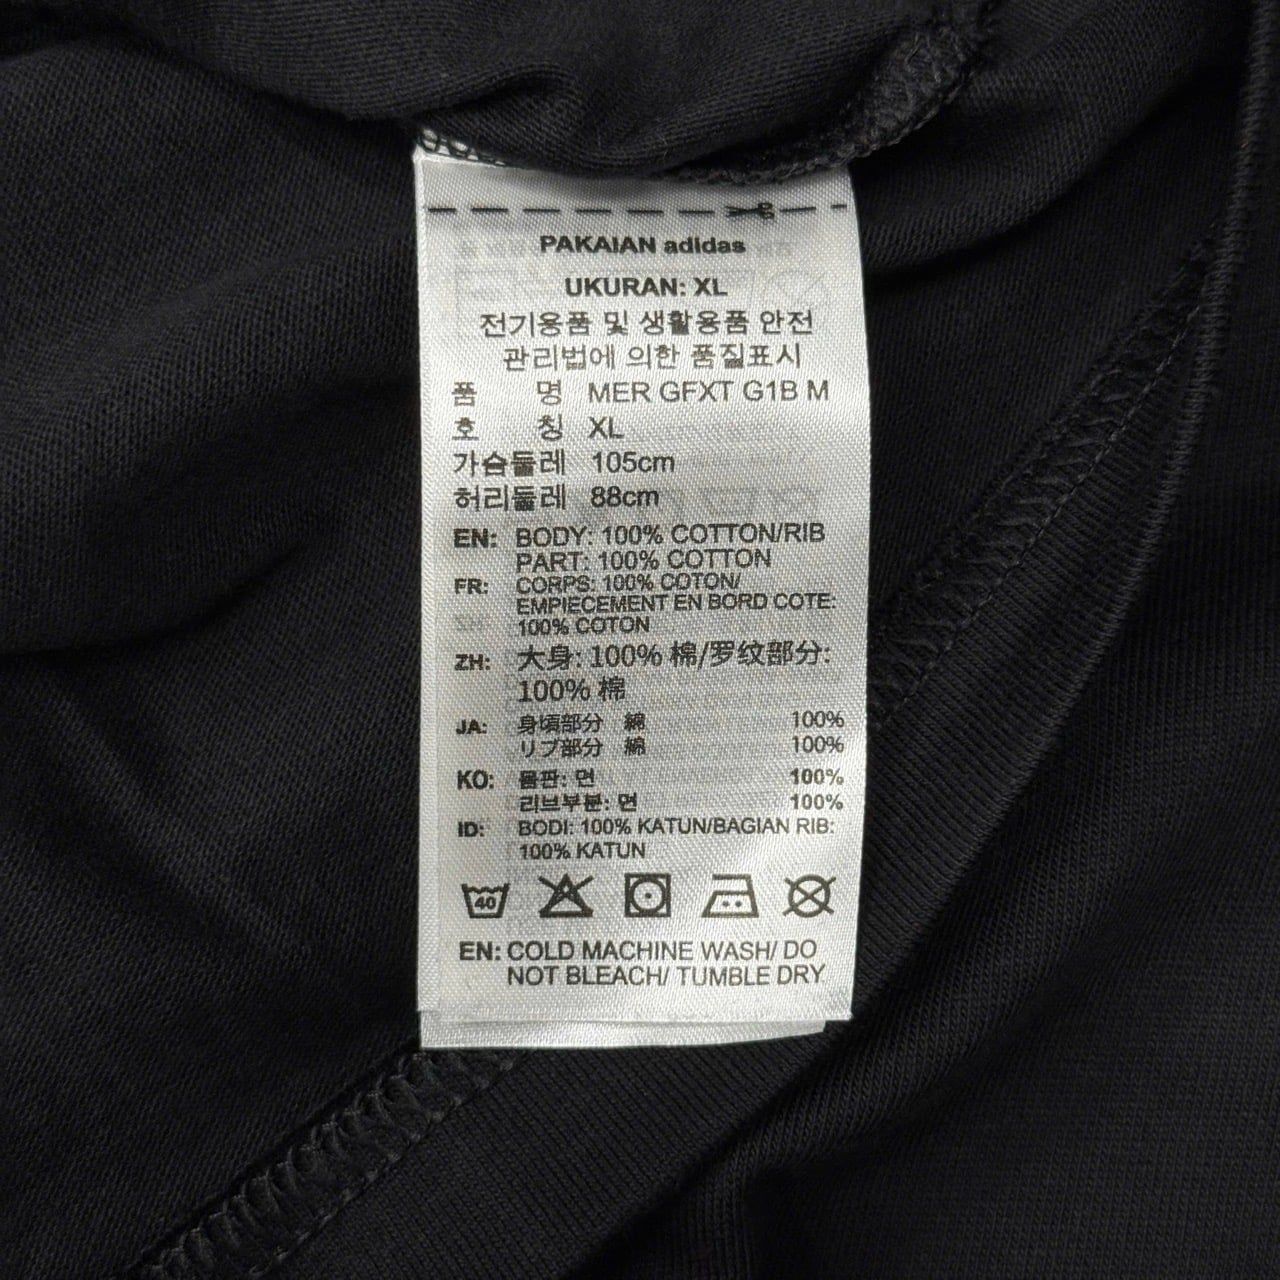 PAKAIAN adidas
UKURAN: XL
전기용품 및 생활용품 안전
관리법에 의한 품질표시
품 명 MER GFXT G1B M
호 칭 XL
가슴둘레 105cm
허리둘레 88cm
EN: BODY: 100% COTTON/RIB
PART: 100% COTTON
FR: CORPS: 100% COTON/
EMPIECEMENT EN BORD COTE:
100% COTON
ZH: 大身: 100% 棉/罗纹部分:
100% 棉
JA: 身頃部分 綿 100%
リブ部分 綿 100%
KO: 몸판: 면 100%
리브부분: 면 100%
ID: BODI: 100% KATUN/BAGIAN RIB:
100% KATUN
40
EN: COLD MACHINE WASH/ DO
NOT BLEACH/ TUMBLE DRY